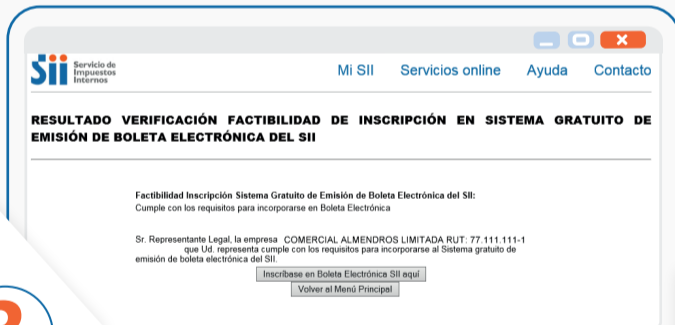 Sii Servicio de
Impuestos
Internos
Mi SII Servicios online Ayuda Contacto
RESULTADO VERIFICACIÓN FACTIBILIDAD DE INSCRIPCIÓN EN SISTEMA GRATUITO DE
EMISIÓN DE BOLETA ELECTRÓNICA DEL SII
Factibilidad Inscripción Sistema Gratuito de Emisión de Boleta Electrónica del SII:
Cumple con los requisitos para incorporarse en Boleta Electrónica
Sr. Representante Legal, la empresa COMERCIAL ALMENDROS LIMITADA RUT: 77.111.111-1
que Ud. representa cumple con los requisitos para incorporarse al Sistema gratuito de
emisión de boleta electrónica del SII.
Inscríbase en Boleta Electrónica SII aquí
Volver al Menú Principal